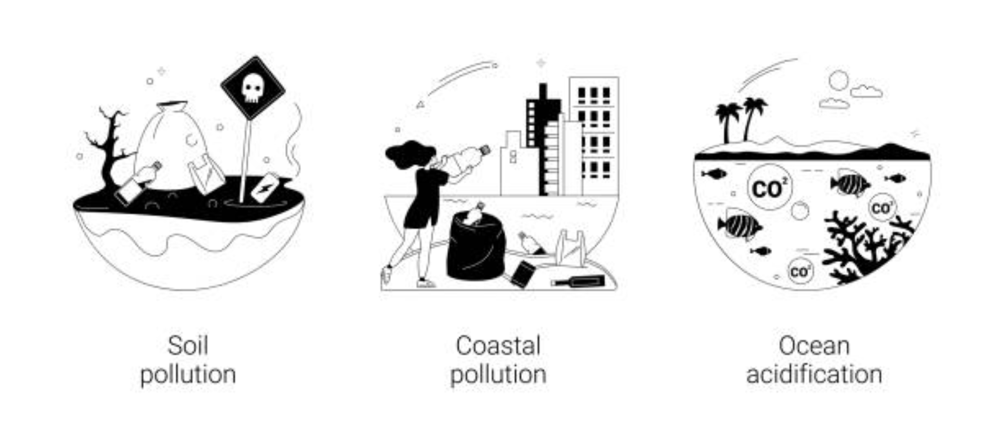 CO²
CO²
CO²
Soil
pollution
Coastal
pollution
Ocean
acidification